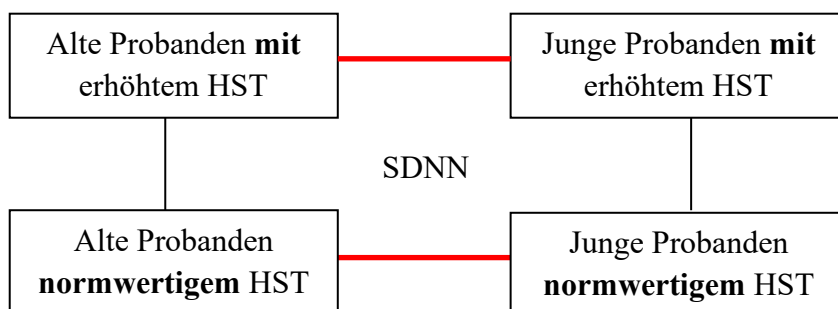 Alte Probanden mit
erhöhtem HST
Junge Probanden mit
erhöhtem HST
SDNN
Alte Probanden
normwertigem HST
Junge Probanden
normwertigem HST